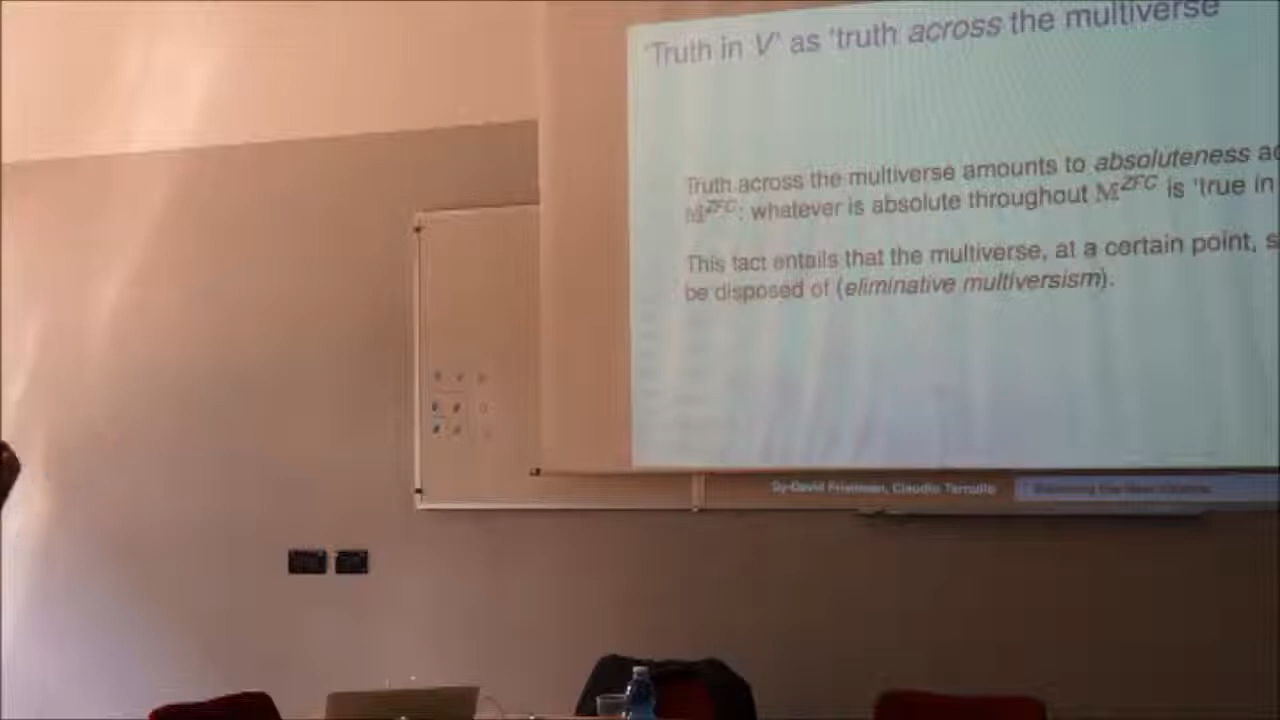 'Truth in V' as 'truth across the multiverse
Truth across the multiverse amounts to absoluteness
𝕄^ZFC: whatever is absolute throughout 𝕄^ZFC is 'true in
This fact entails that the multiverse, at a certain point,
be disposed of (eliminative multiversism).
Sy-David Friedman, Claudio Ternullo